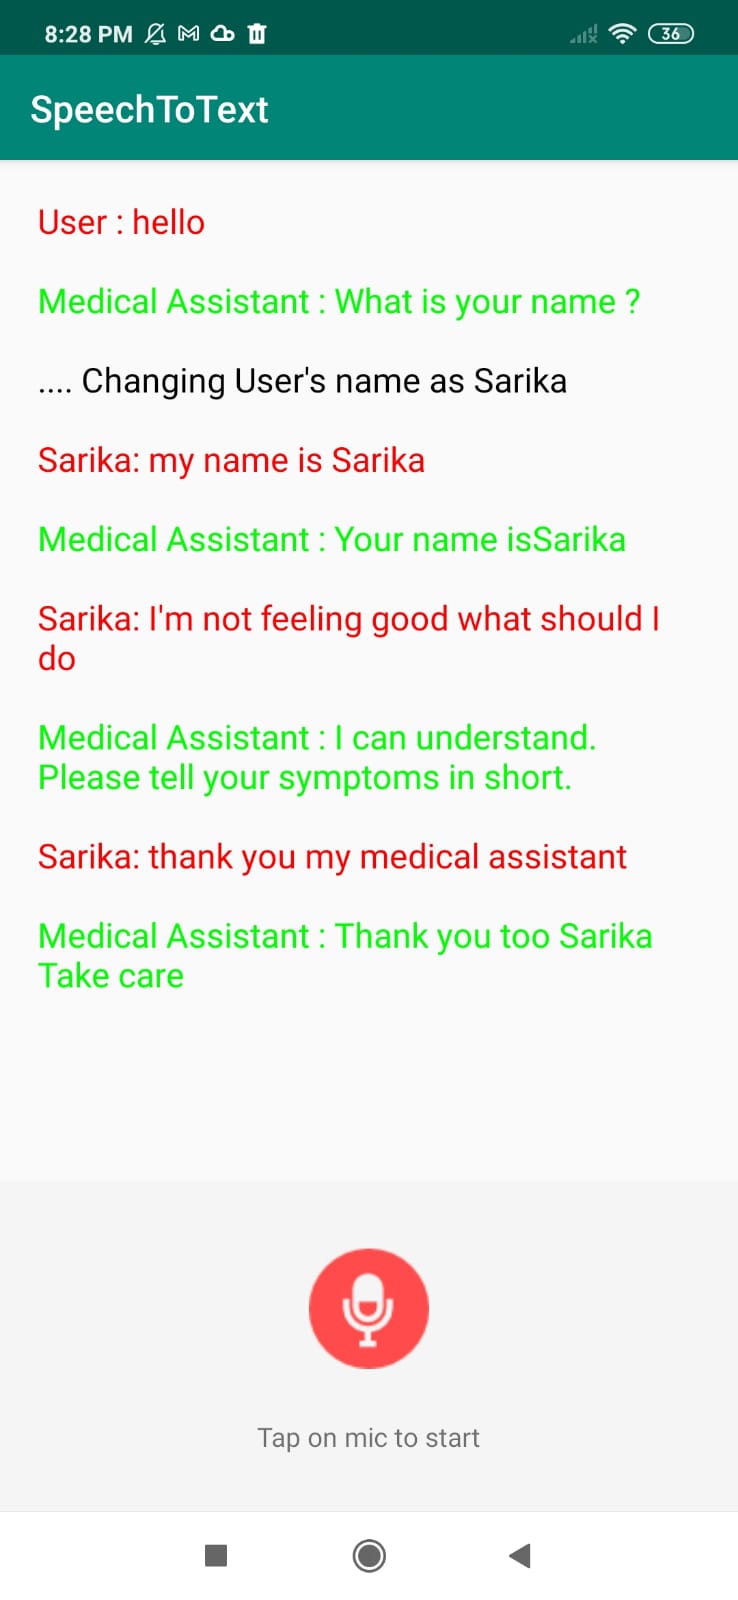 8:28 PM
36
SpeechToText
User : hello
Medical Assistant : What is your name ?
.... Changing User's name as Sarika
Sarika: my name is Sarika
Medical Assistant : Your name isSarika
Sarika: I'm not feeling good what should I
do
Medical Assistant : I can understand.
Please tell your symptoms in short.
Sarika: thank you my medical assistant
Medical Assistant : Thank you too Sarika
Take care
Tap on mic to start